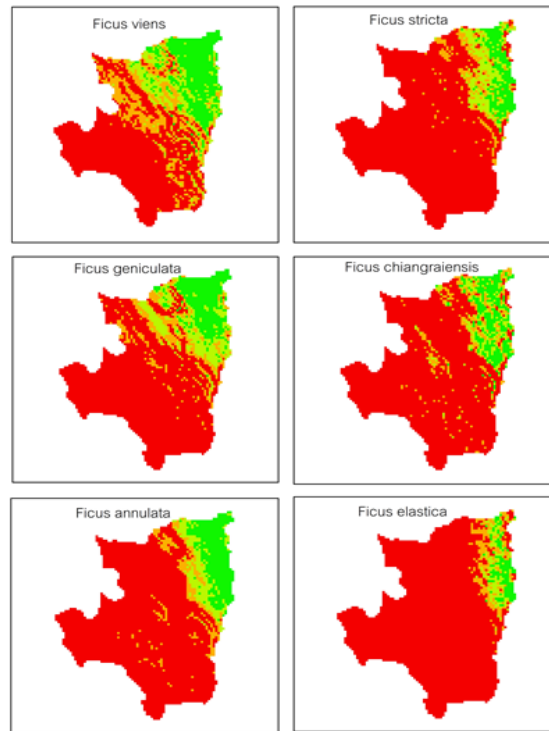 Ficus viens
Ficus stricta
Ficus geniculata
Ficus chiangraiensis
Ficus annulata
Ficus elastica